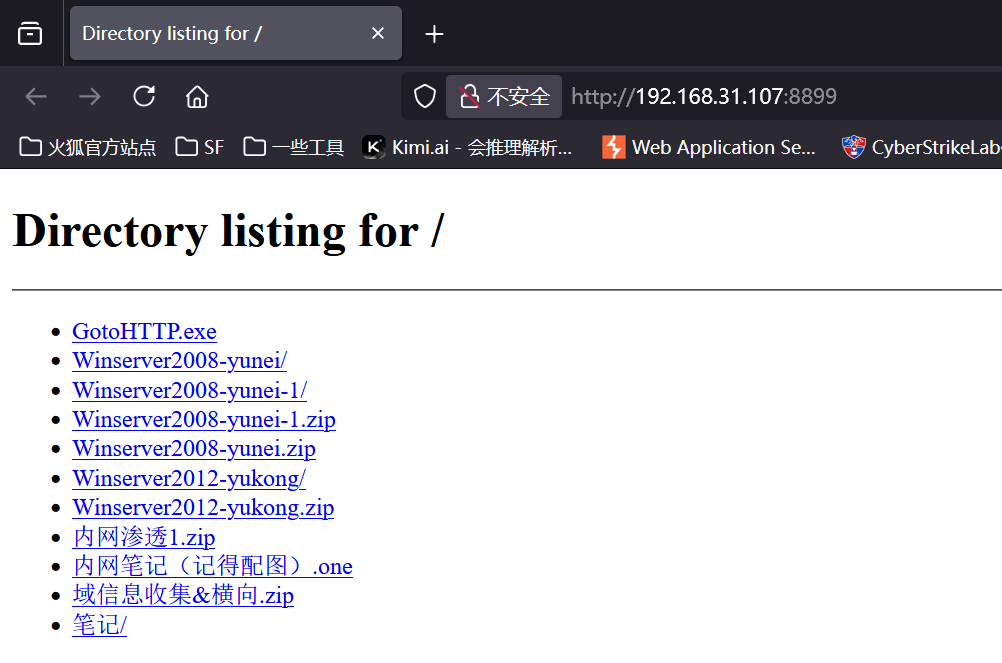 Directory listing for /
不安全 http://192.168.31.107:8899
火狐官方站点 SF 一些工具 Kimi.ai - 会推理解析... Web Application Se... CyberStrikeLab
Directory listing for /
GotoHTTP.exe
Winserver2008-yunei/
Winserver2008-yunei-1/
Winserver2008-yunei-1.zip
Winserver2008-yunei.zip
Winserver2012-yukong/
Winserver2012-yukong.zip
内网渗透1.zip
内网笔记（记得配图）.one
域信息收集&横向.zip
笔记/